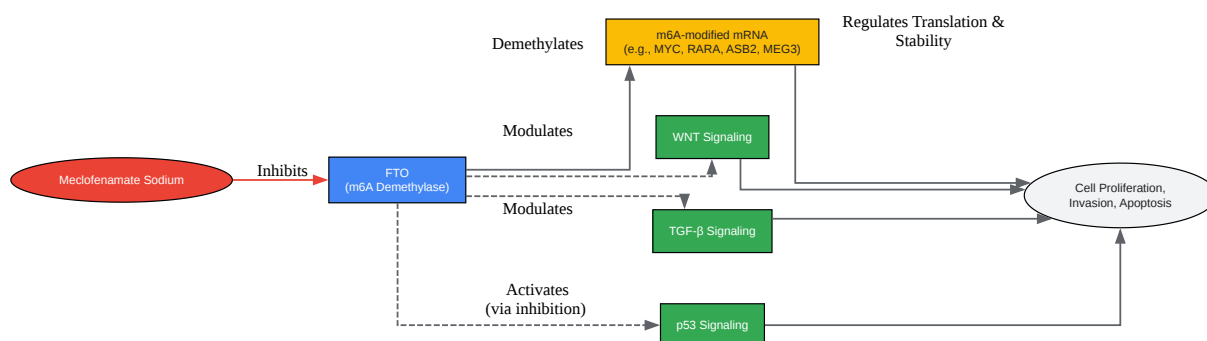 Regulates Translation &
Stability
Demethylates
m6A-modified mRNA
(e.g., MYC, RARA, ASB2, MEG3)
Modulates
WNT Signaling
Meclofenamate Sodium
Inhibits
FTO
(m6A Demethylase)
Modulates
TGF-β Signaling
Cell Proliferation,
Invasion, Apoptosis
Activates
(via inhibition)
p53 Signaling